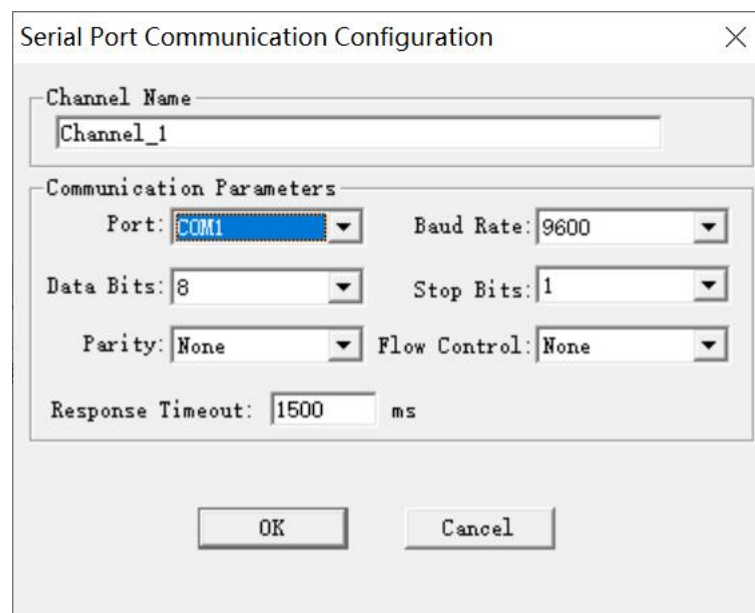 Serial Port Communication Configuration
Channel Name
Channel_1
Communication Parameters
Port: COM1 Baud Rate: 9600
Data Bits: 8 Stop Bits: 1
Parity: None Flow Control: None
Response Timeout: 1500 ms
OK Cancel